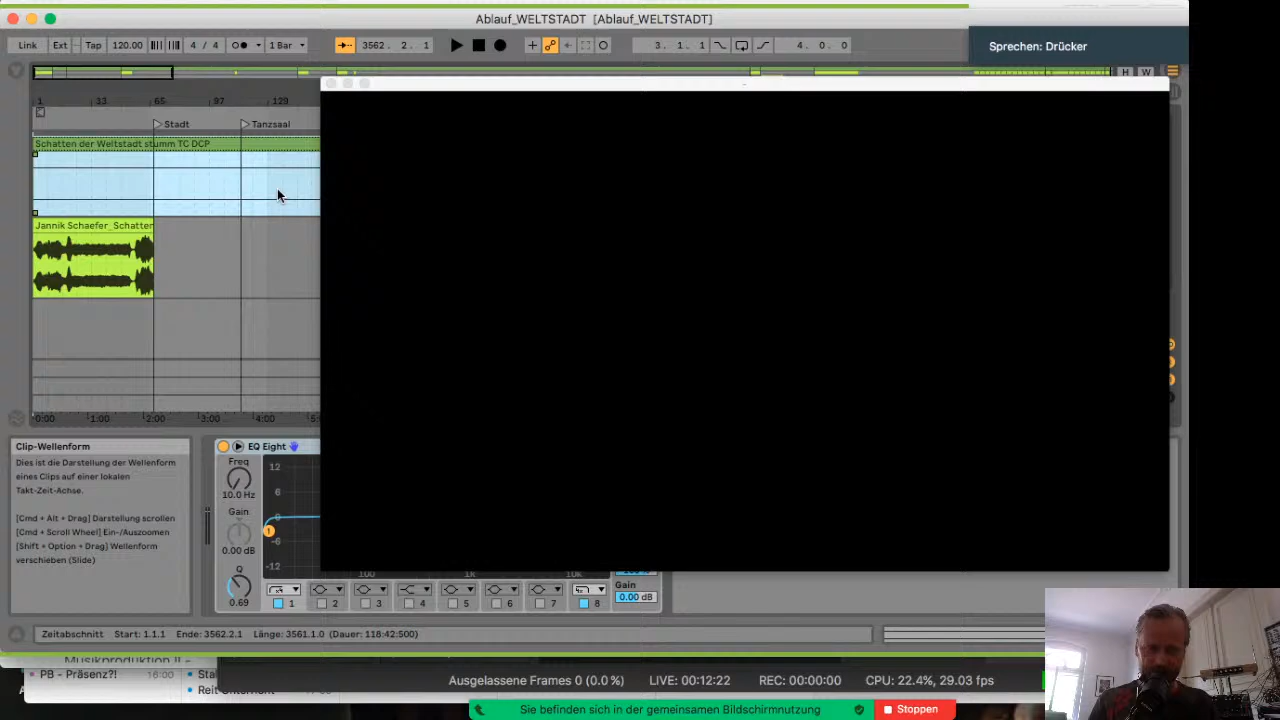 Ablauf_WELTSTADT [Ablauf_WELTSTADT]
Link Ext Tap 120.00 4 / 4 1 Bar 3562 . 2 . 1 3 . 1 . 1 4 . 0 . 0
Sprechen: Drücker
H W
1 33 65 97 129
Stadt Tanzsaal
Schatten der Weltstadt stumm TC DCP
Jannik Schaefer_Schatten
0:00 1:00 2:00 3:00 4:00
Clip-Wellenform
Dies ist die Darstellung der Wellenform
eines Clips auf einer lokalen
Takt-Zeit-Achse.
[Cmd + Alt + Drag] Darstellung scrollen
[Cmd + Scroll Wheel] Ein-/Auszoomen
[Shift + Option + Drag] Wellenform
verschieben (Slide)
EQ Eight
Freq
10.0 Hz
Gain
0.00 dB
Q
0.69
12
6
0
-6
-12
1
100 1k 10k
1 2 3 4 5 6 7 8
Gain
0.00 dB
Zeitabschnitt Start: 1.1.1 Ende: 3562.2.1 Länge: 3561.1.0 (Dauer: 118:42:500)
Musikproduktion !! -
PB - Präsenz?! 16:00
Ausgelassene Frames 0 (0.0 %) LIVE: 00:12:22 REC: 00:00:00 CPU: 22.4%, 29.03 fps
Sie befinden sich in der gemeinsamen Bildschirmnutzung Stoppen